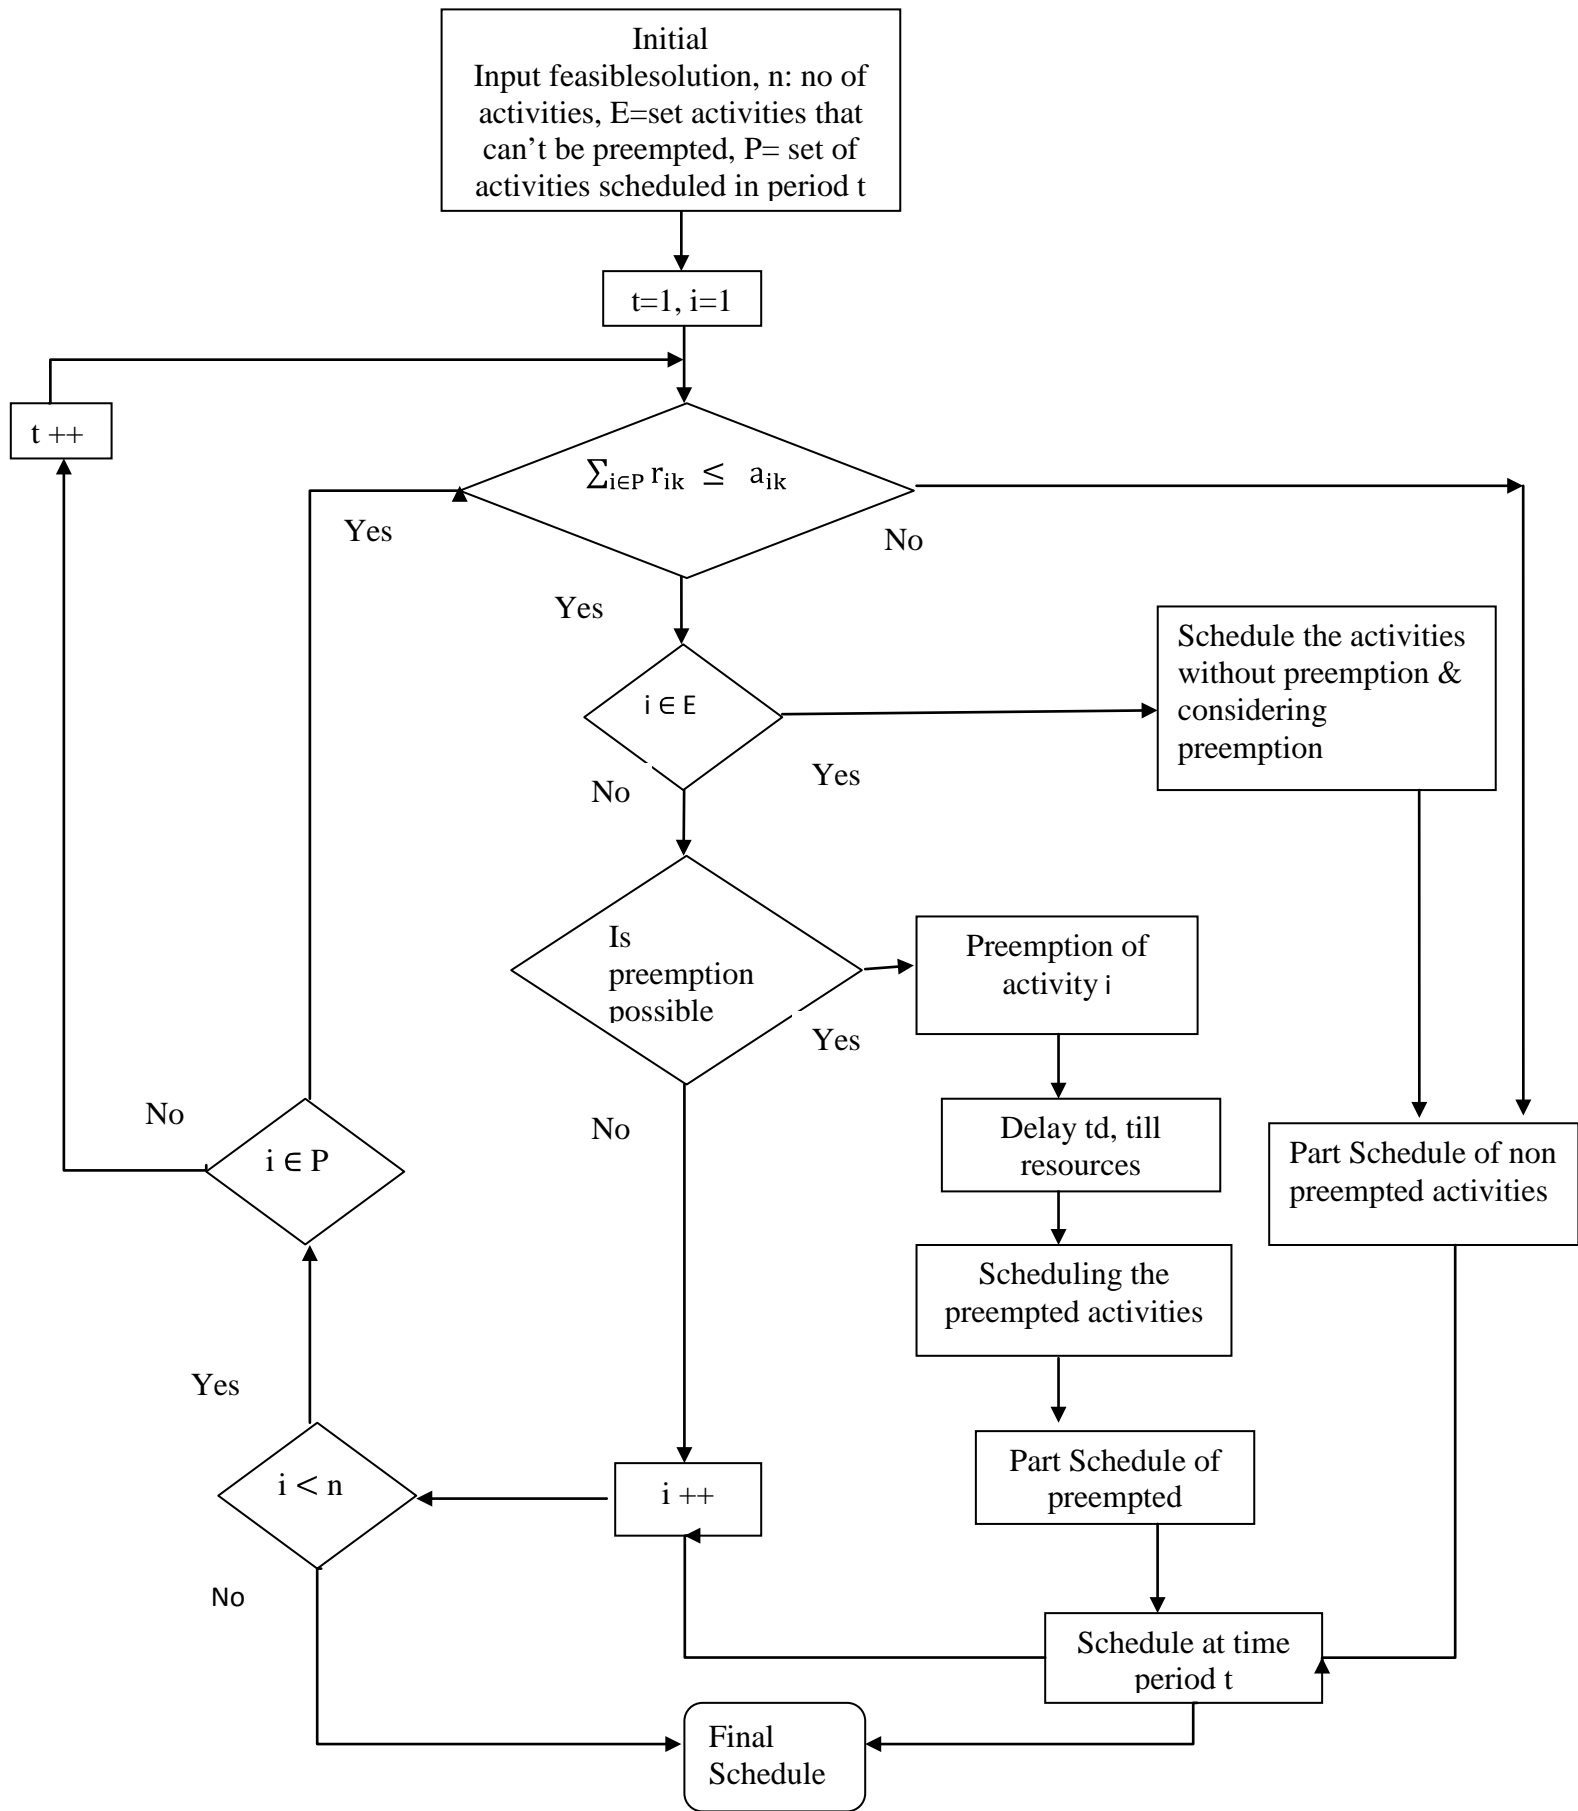 Initial
Input feasiblesolution, n: no of
activities, E=set activities that
can’t be preempted, P= set of
activities scheduled in period t
t=1, i=1
t ++
∑i∈P rik ≤ aik
Yes
No
Yes
Schedule the activities
without preemption &
considering
preemption
i ∈ E
Yes
No
Is
preemption
possible
Preemption of
activity i
Yes
No
No
Delay td, till
resources
Part Schedule of non
preempted activities
i ∈ P
Scheduling the
preempted activities
Yes
Part Schedule of
preempted
i < n
i ++
No
Schedule at time
period t
Final
Schedule